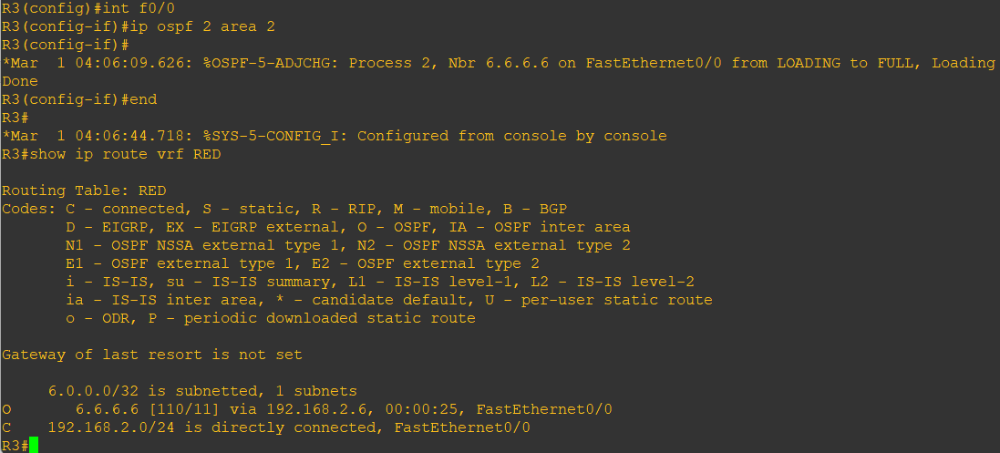 R3(config)#int f0/0
R3(config-if)#ip ospf 2 area 2
R3(config-if)#
*Mar  1 04:06:09.626: %OSPF-5-ADJCHG: Process 2, Nbr 6.6.6.6 on FastEthernet0/0 from LOADING to FULL, Loading
Done
R3(config-if)#end
R3#
*Mar  1 04:06:44.718: %SYS-5-CONFIG_I: Configured from console by console
R3#show ip route vrf RED

Routing Table: RED
Codes: C - connected, S - static, R - RIP, M - mobile, B - BGP
       D - EIGRP, EX - EIGRP external, O - OSPF, IA - OSPF inter area
       N1 - OSPF NSSA external type 1, N2 - OSPF NSSA external type 2
       E1 - OSPF external type 1, E2 - OSPF external type 2
       i - IS-IS, su - IS-IS summary, L1 - IS-IS level-1, L2 - IS-IS level-2
       ia - IS-IS inter area, * - candidate default, U - per-user static route
       o - ODR, P - periodic downloaded static route

Gateway of last resort is not set

     6.0.0.0/32 is subnetted, 1 subnets
O       6.6.6.6 [110/11] via 192.168.2.6, 00:00:25, FastEthernet0/0
C    192.168.2.0/24 is directly connected, FastEthernet0/0
R3#